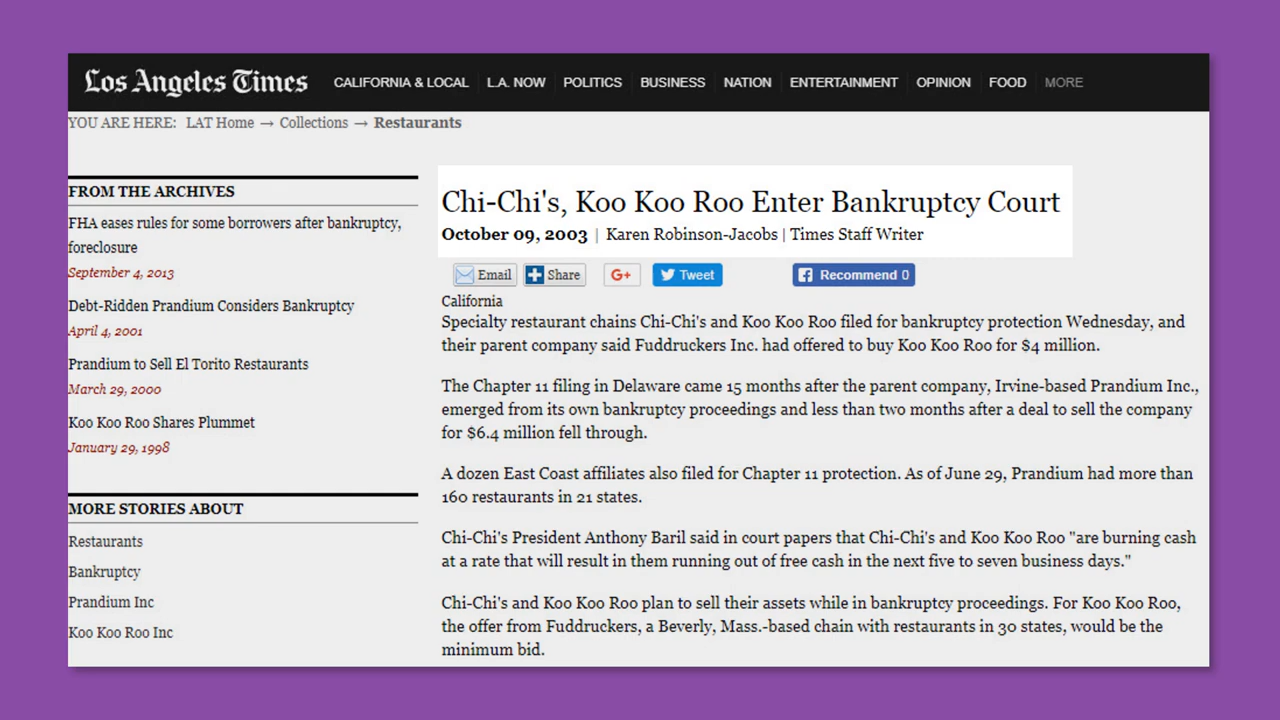 Los Angeles Times CALIFORNIA & LOCAL L.A. NOW POLITICS BUSINESS NATION ENTERTAINMENT OPINION FOOD MORE
YOU ARE HERE: LAT Home → Collections → Restaurants
FROM THE ARCHIVES
FHA eases rules for some borrowers after bankruptcy,
foreclosure
September 4, 2013
Debt-Ridden Prandium Considers Bankruptcy
April 4, 2001
Prandium to Sell El Torito Restaurants
March 29, 2000
Koo Koo Roo Shares Plummet
January 29, 1998
MORE STORIES ABOUT
Restaurants
Bankruptcy
Prandium Inc
Koo Koo Roo Inc
Chi-Chi's, Koo Koo Roo Enter Bankruptcy Court
October 09, 2003 | Karen Robinson-Jacobs | Times Staff Writer
Email Share G+ Tweet Recommend 0
California
Specialty restaurant chains Chi-Chi's and Koo Koo Roo filed for bankruptcy protection Wednesday, and
their parent company said Fuddruckers Inc. had offered to buy Koo Koo Roo for $4 million.
The Chapter 11 filing in Delaware came 15 months after the parent company, Irvine-based Prandium Inc.,
emerged from its own bankruptcy proceedings and less than two months after a deal to sell the company
for $6.4 million fell through.
A dozen East Coast affiliates also filed for Chapter 11 protection. As of June 29, Prandium had more than
160 restaurants in 21 states.
Chi-Chi's President Anthony Baril said in court papers that Chi-Chi's and Koo Koo Roo "are burning cash
at a rate that will result in them running out of free cash in the next five to seven business days."
Chi-Chi's and Koo Koo Roo plan to sell their assets while in bankruptcy proceedings. For Koo Koo Roo,
the offer from Fuddruckers, a Beverly, Mass.-based chain with restaurants in 30 states, would be the
minimum bid.